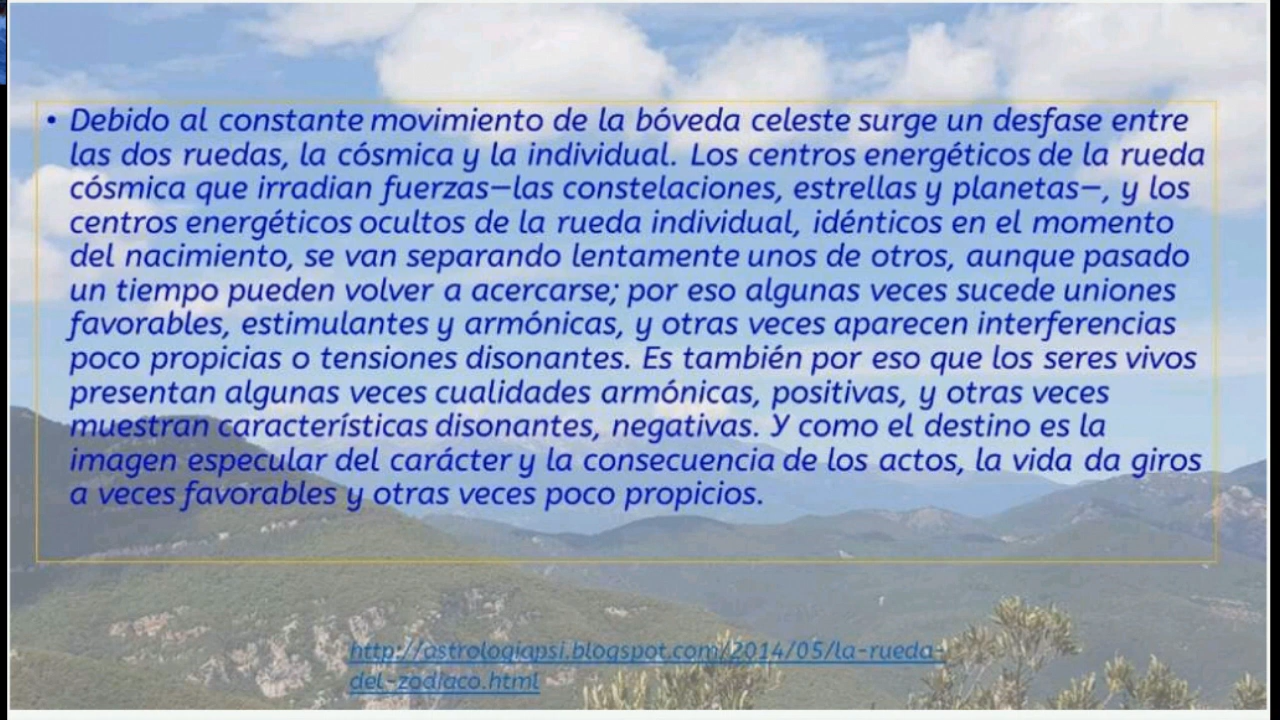 • Debido al constante movimiento de la bóveda celeste surge un desfase entre
las dos ruedas, la cósmica y la individual. Los centros energéticos de la rueda
cósmica que irradian fuerzas—las constelaciones, estrellas y planetas—, y los
centros energéticos ocultos de la rueda individual, idénticos en el momento
del nacimiento, se van separando lentamente unos de otros, aunque pasado
un tiempo pueden volver a acercarse; por eso algunas veces sucede uniones
favorables, estimulantes y armónicas, y otras veces aparecen interferencias
poco propicias o tensiones disonantes. Es también por eso que los seres vivos
presentan algunas veces cualidades armónicas, positivas, y otras veces
muestran características disonantes, negativas. Y como el destino es la
imagen especular del carácter y la consecuencia de los actos, la vida da giros
a veces favorables y otras veces poco propicios.
http://astrologiapsi.blogspot.com/2014/05/la-rueda-
del-zodiaco.html